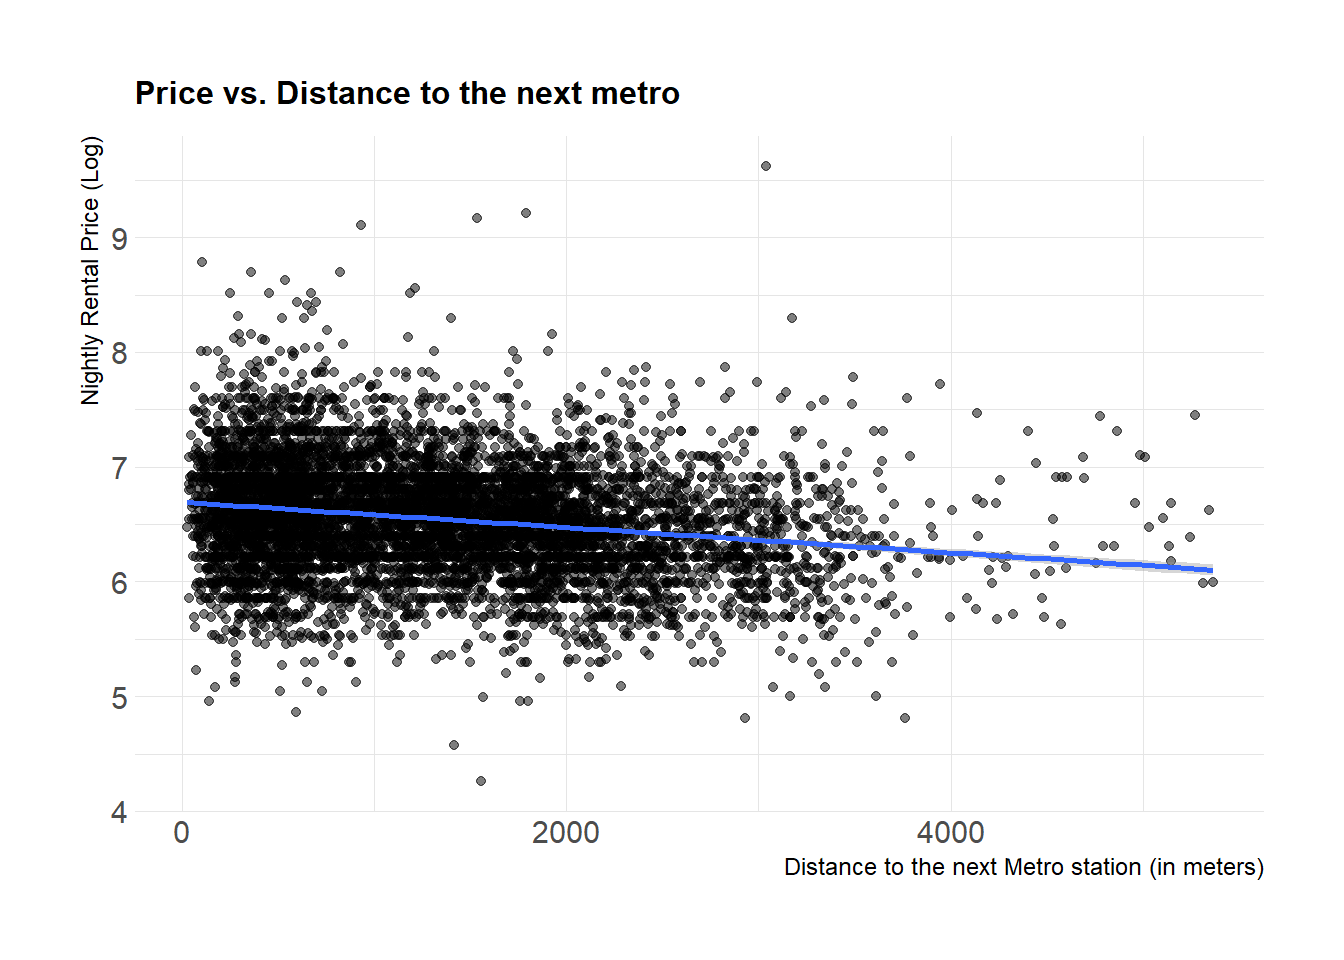 Price vs. Distance to the next metro
Nightly Rental Price (Log)
9
8
7
6
5
4
0 2000 4000
Distance to the next Metro station (in meters)